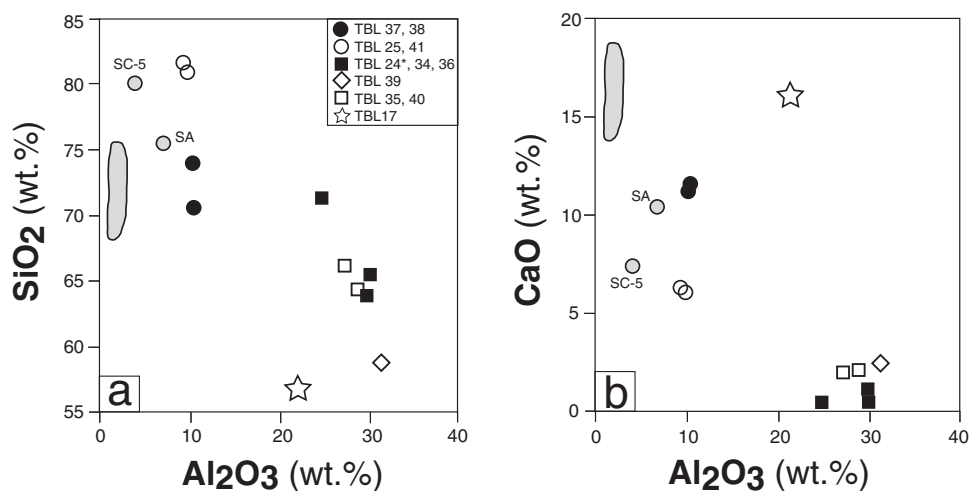 85
80
75
70
65
60
55
0
10
20
30
40
SiO2 (wt.%)
Al2O3 (wt.%)
SC-5
SA
TBL 37, 38
TBL 25, 41
TBL 24*, 34, 36
TBL 39
TBL 35, 40
TBL17
a
20
15
10
5
0
0
10
20
30
40
CaO (wt.%)
Al2O3 (wt.%)
SA
SC-5
b